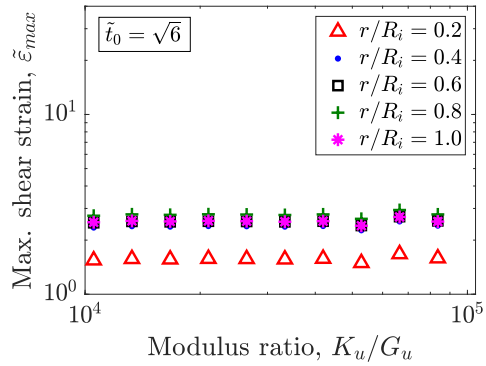 t̃₀ = √6
r/Rᵢ = 0.2
r/Rᵢ = 0.4
r/Rᵢ = 0.6
r/Rᵢ = 0.8
r/Rᵢ = 1.0
Max. shear strain, ε̃ₘₐₓ
10¹
10⁰
10⁴
10⁵
Modulus ratio, Kᵤ/Gᵤ